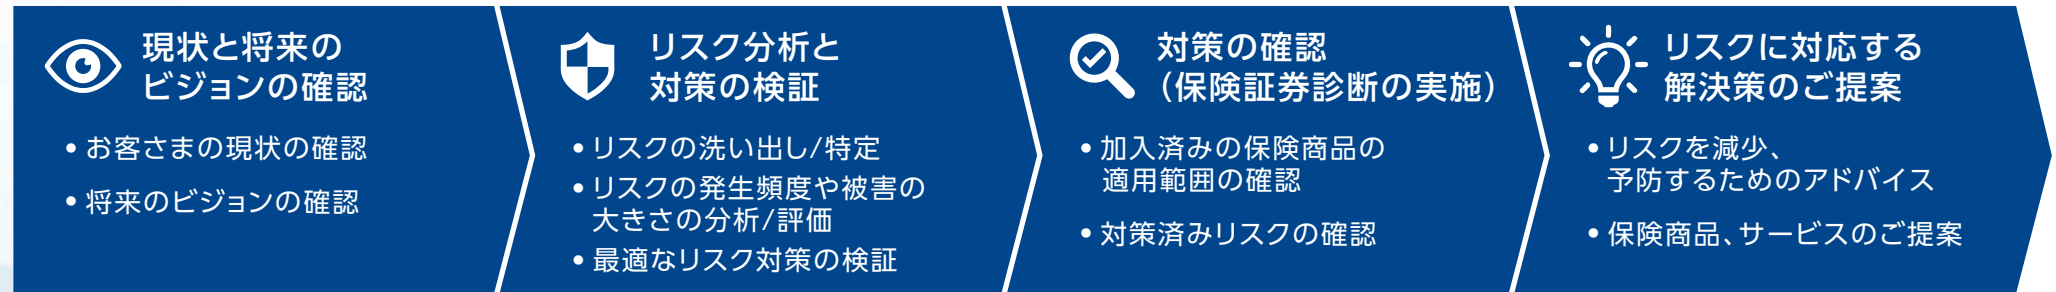 現状と将来の
ビジョンの確認
• お客さまの現状の確認
• 将来のビジョンの確認
リスク分析と
対策の検証
• リスクの洗い出し/特定
• リスクの発生頻度や被害の
大きさの分析/評価
• 最適なリスク対策の検証
対策の確認
（保険証券診断の実施）
• 加入済みの保険商品の
適用範囲の確認
• 対策済みリスクの確認
リスクに対応する
解決策のご提案
• リスクを減少、
予防するためのアドバイス
• 保険商品、サービスのご提案